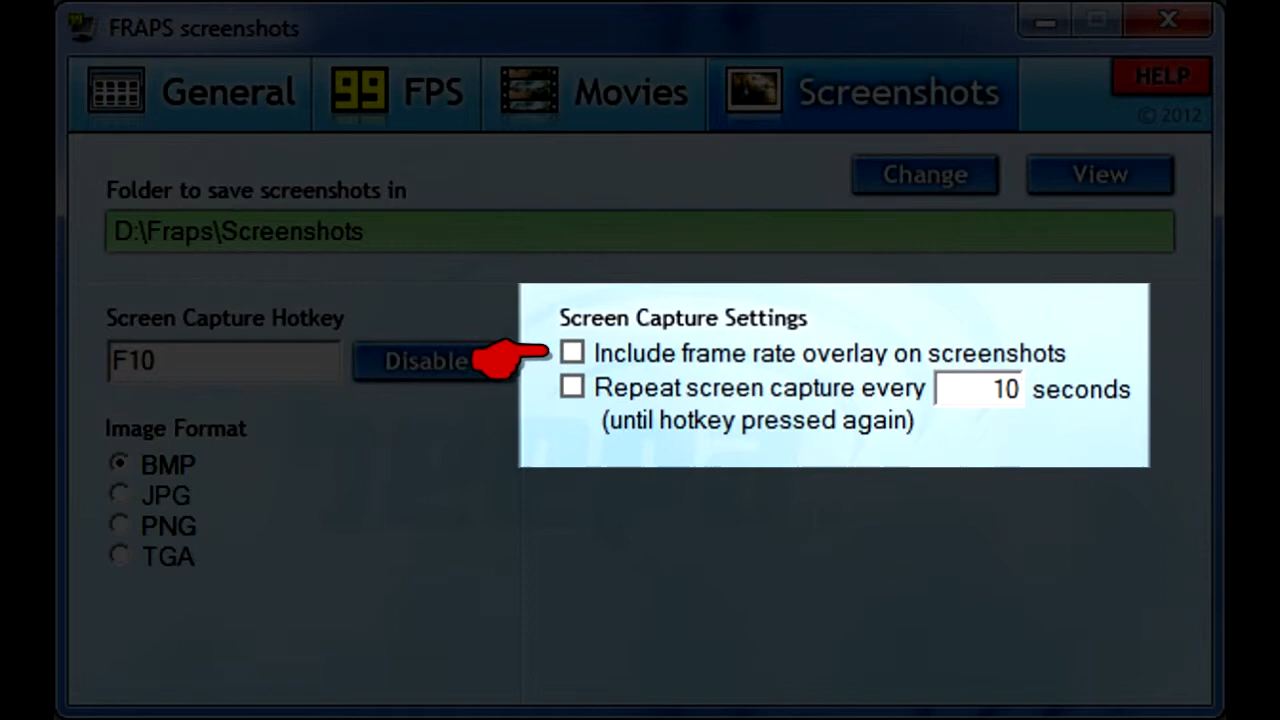 FRAPS screenshots
General
99 FPS
Movies
Screenshots
HELP
© 2012
Folder to save screenshots in
Change
View
D:\Fraps\Screenshots
Screen Capture Hotkey
F10
Disable
Image Format
BMP
JPG
PNG
TGA
Screen Capture Settings
Include frame rate overlay on screenshots
Repeat screen capture every 10 seconds
(until hotkey pressed again)